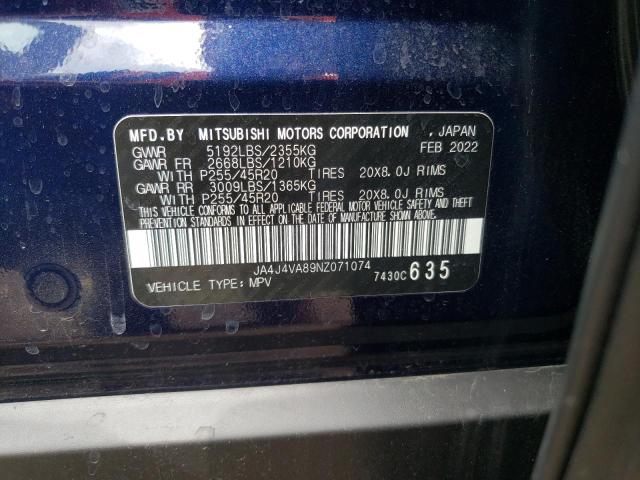 MFD.BY MITSUBISHI MOTORS CORPORATION , JAPAN
GVWR 5192LBS/2355KG FEB 2022
GAWR FR 2668LBS/1210KG
WITH P255/45R20 TIRES 20X8.0J RIMS
GAWR RR 3009LBS/1365KG
WITH P255/45R20 TIRES 20X8.0J RIMS
THIS VEHICLE CONFORMS TO ALL APPLICABLE FEDERAL MOTOR VEHICLE SAFETY AND THEFT
PREVENTION STANDARDS IN EFFECT ON THE DATE OF MANUFACTURE SHOWN ABOVE.
JA4J4VA89NZ071074
VEHICLE TYPE: MPV 7430C 635